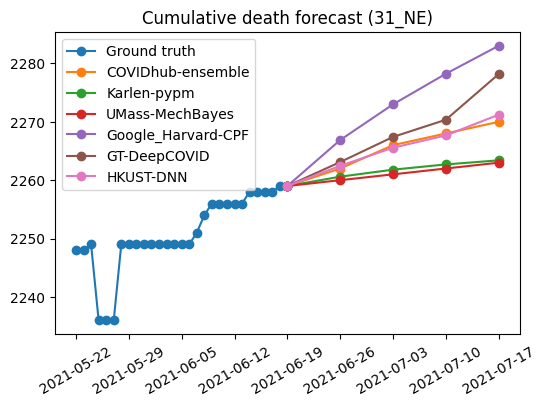 Cumulative death forecast (31_NE)
Ground truth
COVIDhub-ensemble
Karlen-pypm
UMass-MechBayes
Google_Harvard-CPF
GT-DeepCOVID
HKUST-DNN
2280
2270
2260
2250
2240
2021-05-22
2021-05-29
2021-06-05
2021-06-12
2021-06-19
2021-06-26
2021-07-03
2021-07-10
2021-07-17